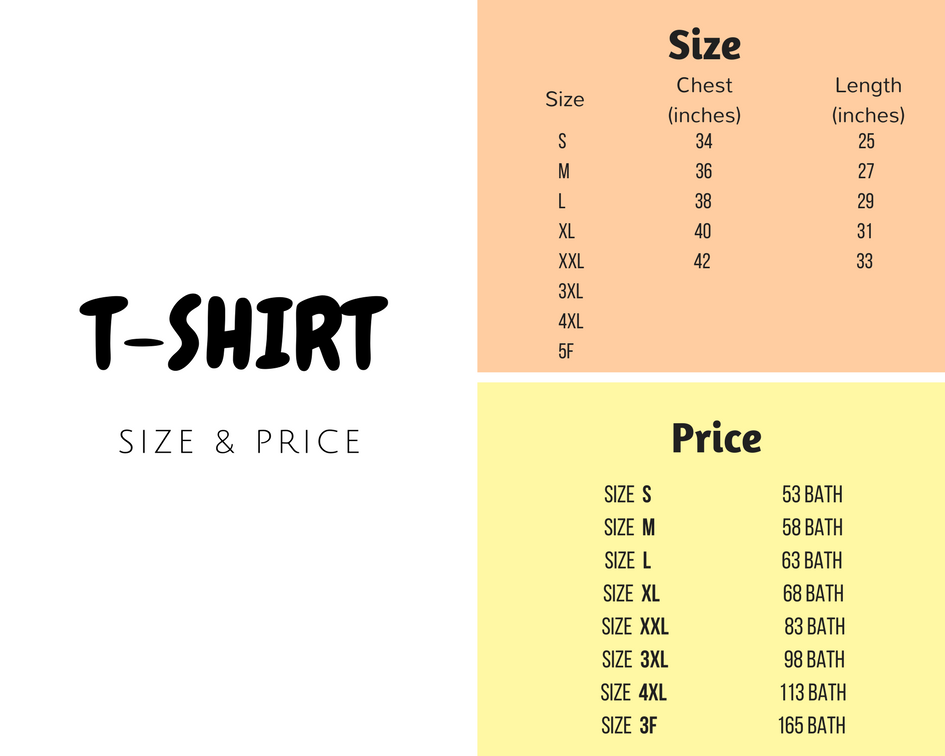 T-SHIRT
SIZE & PRICE
Size
Size Chest (inches) Length (inches)
S 34 25
M 36 27
L 38 29
XL 40 31
XXL 42 33
3XL
4XL
5F
Price
SIZE S 53 BATH
SIZE M 58 BATH
SIZE L 63 BATH
SIZE XL 68 BATH
SIZE XXL 83 BATH
SIZE 3XL 98 BATH
SIZE 4XL 113 BATH
SIZE 3F 165 BATH